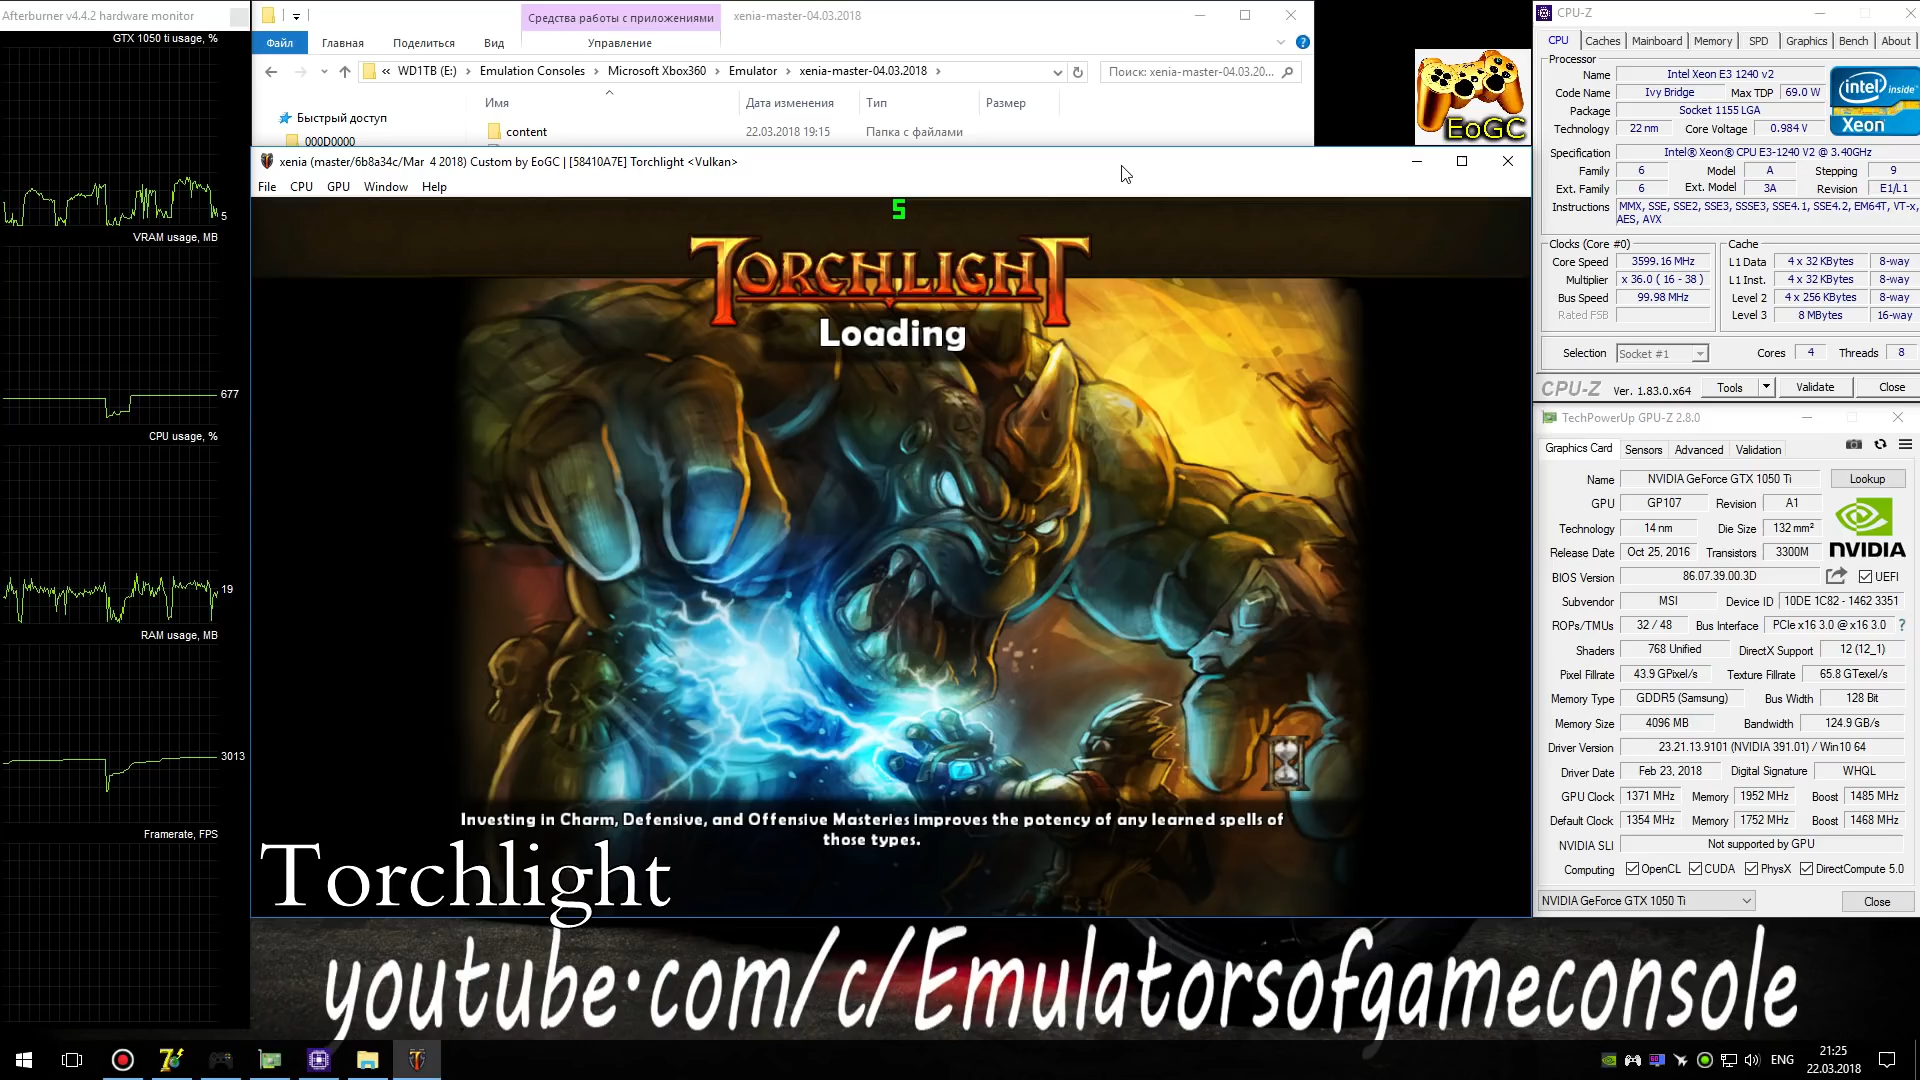 Afterburner v4.4.2 hardware monitor
GTX 1050 ti usage, %
5
VRAM usage, MB
677
CPU usage, %
19
RAM usage, MB
3013
Framerate, FPS
Средства работы с приложениями
xenia-master-04.03.2018
Файл
Главная
Поделиться
Вид
Управление
« WD1TB (E:) > Emulation Consoles > Microsoft Xbox360 > Emulator > xenia-master-04.03.2018 >
Поиск: xenia-master-04.03.20...
Имя
Дата изменения
Тип
Размер
Быстрый доступ
000D0000
content
22.03.2018 19:15
Папка с файлами
EoGC
xenia (master/6b8a34c/Mar 4 2018) Custom by EoGC | [58410A7E] Torchlight <Vulkan>
File CPU GPU Window Help
5
TORCHLIGHT
Loading
Investing in Charm, Defensive, and Offensive Masteries improves the potency of any learned spells of
those types.
Torchlight
youtube.com/c/Emulatorsofgameconsole
CPU-Z
CPU Caches Mainboard Memory SPD Graphics Bench About
Processor
Name Intel Xeon E3 1240 v2
Code Name Ivy Bridge Max TDP 69.0 W
Package Socket 1155 LGA
Technology 22 nm Core Voltage 0.984 V
intel inside
Xeon
Specification Intel® Xeon® CPU E3-1240 V2 @ 3.40GHz
Family 6 Model A Stepping 9
Ext. Family 6 Ext. Model 3A Revision E1/L1
Instructions MMX, SSE, SSE2, SSE3, SSSE3, SSE4.1, SSE4.2, EM64T, VT-x,
AES, AVX
Clocks (Core #0)
Core Speed 3599.16 MHz
Multiplier x 36.0 ( 16 - 38 )
Bus Speed 99.98 MHz
Rated FSB
Cache
L1 Data 4 x 32 KBytes 8-way
L1 Inst. 4 x 32 KBytes 8-way
Level 2 4 x 256 KBytes 8-way
Level 3 8 MBytes 16-way
Selection Socket #1 Cores 4 Threads 8
CPU-Z Ver. 1.83.0.x64 Tools Validate Close
TechPowerUp GPU-Z 2.8.0
Graphics Card Sensors Advanced Validation
Name NVIDIA GeForce GTX 1050 Ti Lookup
GPU GP107 Revision A1
Technology 14 nm Die Size 132 mm²
Release Date Oct 25, 2016 Transistors 3300M
NVIDIA
BIOS Version 86.07.39.00.3D UEFI
Subvendor MSI Device ID 10DE 1C82 - 1462 3351
ROPs/TMUs 32 / 48 Bus Interface PCIe x16 3.0 @ x16 3.0 ?
Shaders 768 Unified DirectX Support 12 (12_1)
Pixel Fillrate 43.9 GPixel/s Texture Fillrate 65.8 GTexel/s
Memory Type GDDR5 (Samsung) Bus Width 128 Bit
Memory Size 4096 MB Bandwidth 124.9 GB/s
Driver Version 23.21.13.9101 (NVIDIA 391.01) / Win10 64
Driver Date Feb 23, 2018 Digital Signature WHQL
GPU Clock 1371 MHz Memory 1952 MHz Boost 1485 MHz
Default Clock 1354 MHz Memory 1752 MHz Boost 1468 MHz
NVIDIA SLI Not supported by GPU
Computing OpenCL CUDA PhysX DirectCompute 5.0
NVIDIA GeForce GTX 1050 Ti Close
ENG
21:25
22.03.2018